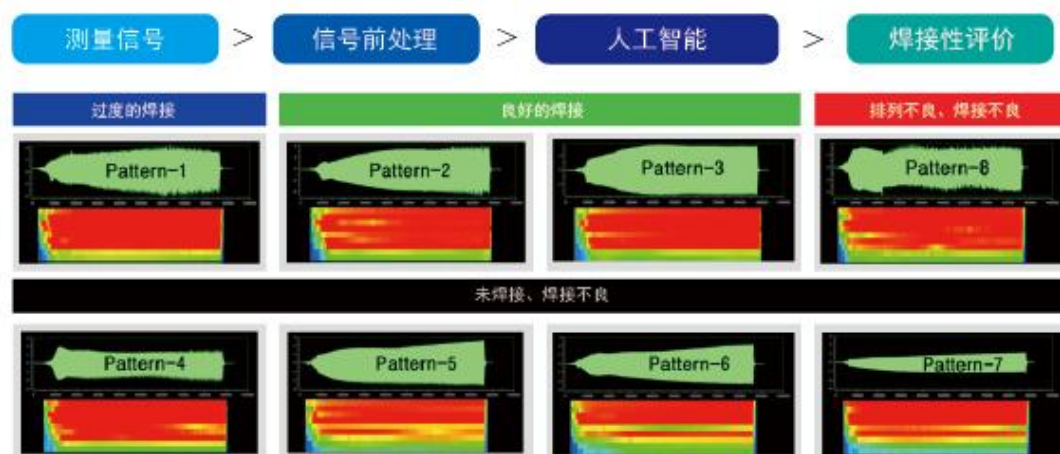 测量信号 > 信号前处理 > 人工智能 > 焊接性评价
过度的焊接 良好的焊接 排列不良、焊接不良
Pattern-1 Pattern-2 Pattern-3 Pattern-8
未焊接、焊接不良
Pattern-4 Pattern-5 Pattern-6 Pattern-7